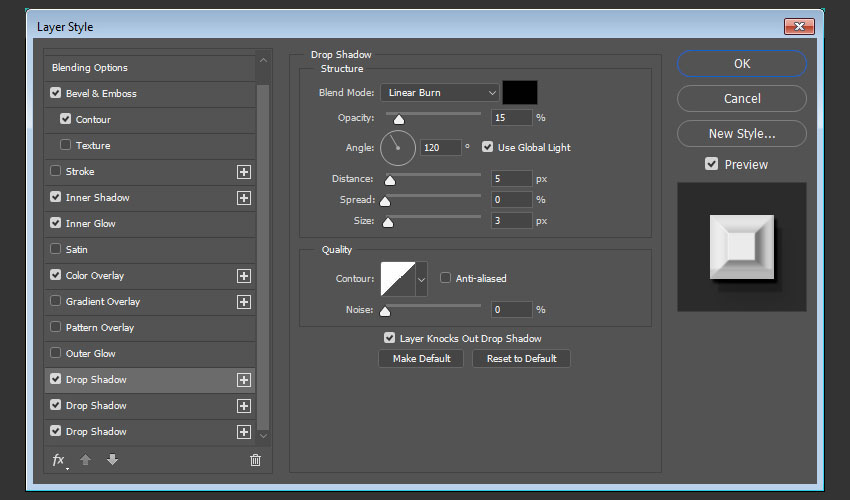 Layer Style
Blending Options
Bevel & Emboss
Contour
Texture
Stroke
Inner Shadow
Inner Glow
Satin
Color Overlay
Gradient Overlay
Pattern Overlay
Outer Glow
Drop Shadow
Drop Shadow
Drop Shadow
fx
Drop Shadow
Structure
Blend Mode: Linear Burn
Opacity: 15 %
Angle: 120 ° Use Global Light
Distance: 5 px
Spread: 0 %
Size: 3 px
Quality
Contour: Anti-aliased
Noise: 0 %
Layer Knocks Out Drop Shadow
Make Default Reset to Default
OK
Cancel
New Style...
Preview